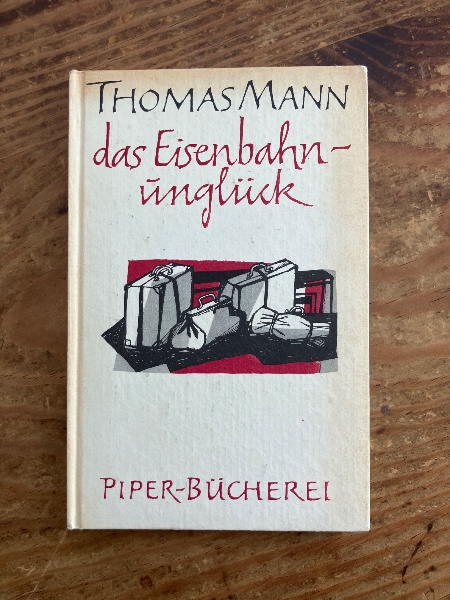 THOMAS MANN
das Eisenbahn-
unglück
PIPER-BÜCHEREI